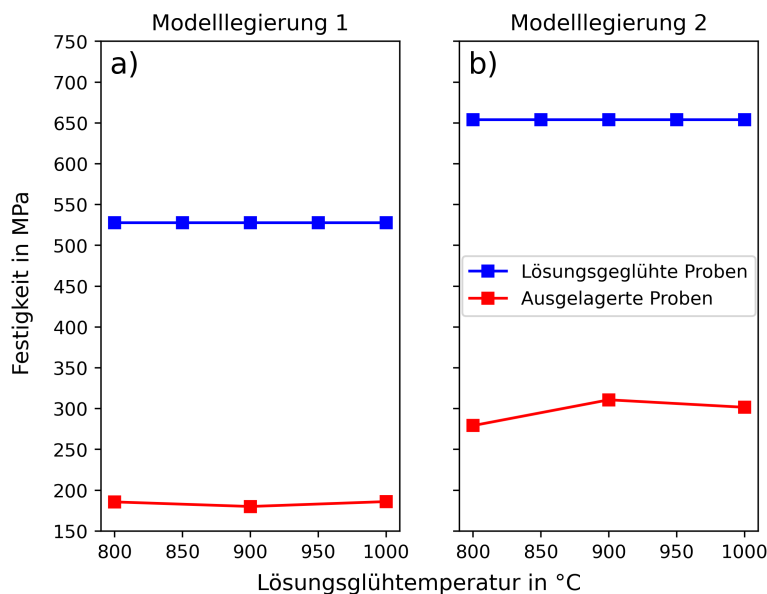 Modelllegierung 1
Modelllegierung 2
a)
b)
750
700
650
600
550
500
450
400
350
300
250
200
150
Festigkeit in MPa
Lösungsgeglühte Proben
Ausgelagerte Proben
800 850 900 950 1000
800 850 900 950 1000
Lösungsglühtemperatur in °C